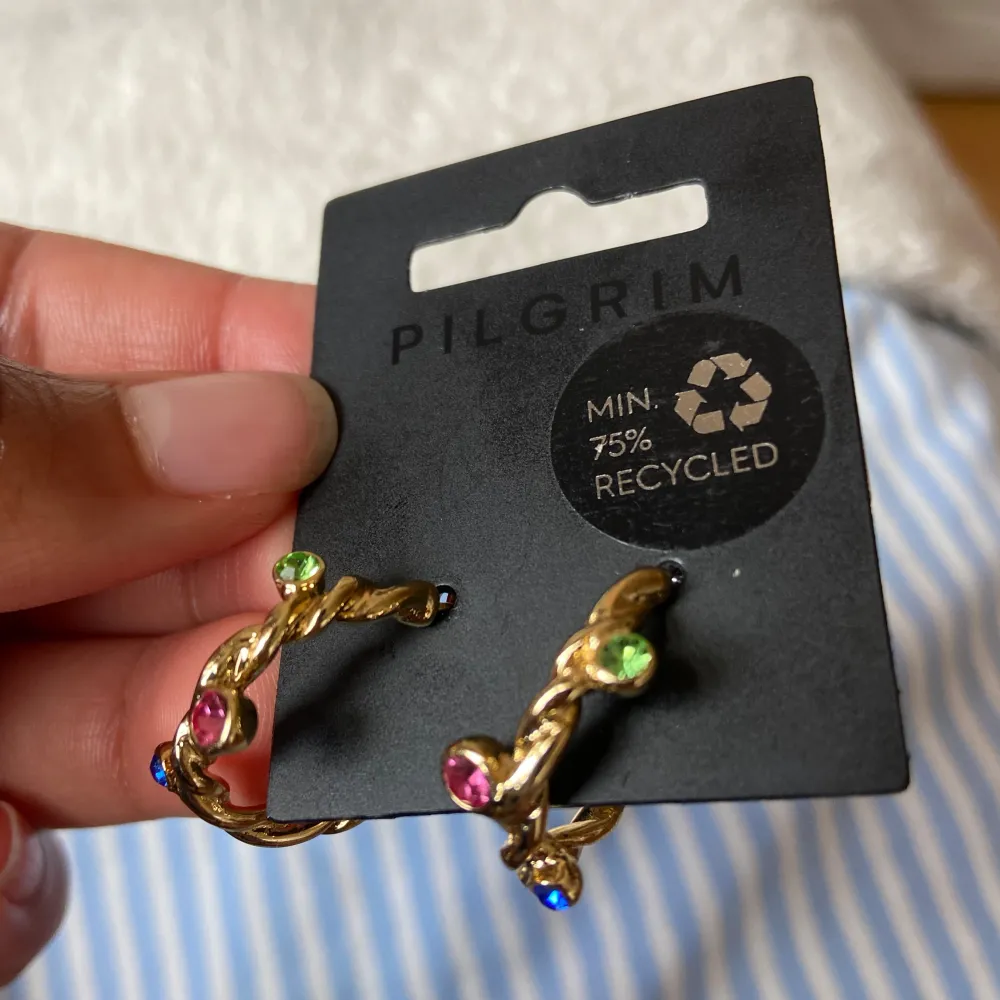 PILGRIM
MIN.
75%
RECYCLED